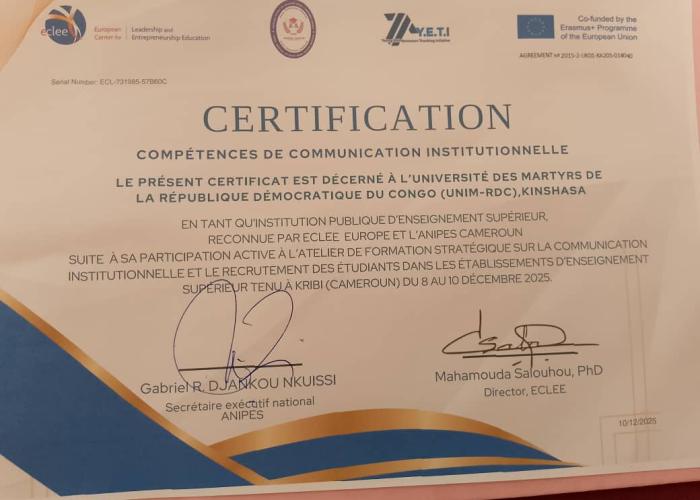 eclee European Leadership and
Center for Entrepreneurship Education
Y.E.T.I
Co-funded by the
Erasmus+ Programme
of the European Union
Serial Number: ECL-731985-57B60C
CERTIFICATION
COMPÉTENCES DE COMMUNICATION INSTITUTIONNELLE
LE PRÉSENT CERTIFICAT EST DÉCERNÉ À L'UNIVERSITÉ DES MARTYRS DE
LA RÉPUBLIQUE DÉMOCRATIQUE DU CONGO (UNIM-RDC),KINSHASA
EN TANT QU'INSTITUTION PUBLIQUE D'ENSEIGNEMENT SUPÉRIEUR,
RECONNUE PAR ECLEE EUROPE ET L'ANIPES CAMEROUN
SUITE À SA PARTICIPATION ACTIVE À L'ATELIER DE FORMATION STRATÉGIQUE SUR LA COMMUNICATION
INSTITUTIONNELLE ET LE RECRUTEMENT DES ÉTUDIANTS DANS LES ÉTABLISSEMENTS D'ENSEIGNEMENT
SUPÉRIEUR TENU À KRIBI (CAMEROUN) DU 8 AU 10 DÉCEMBRE 2025.
Gabriel R. DJANKOU NKUISSI
Secrétaire exécutif national
ANIPES
Mahamouda Salouhou, PhD
Director, ECLEE
10/12/2025